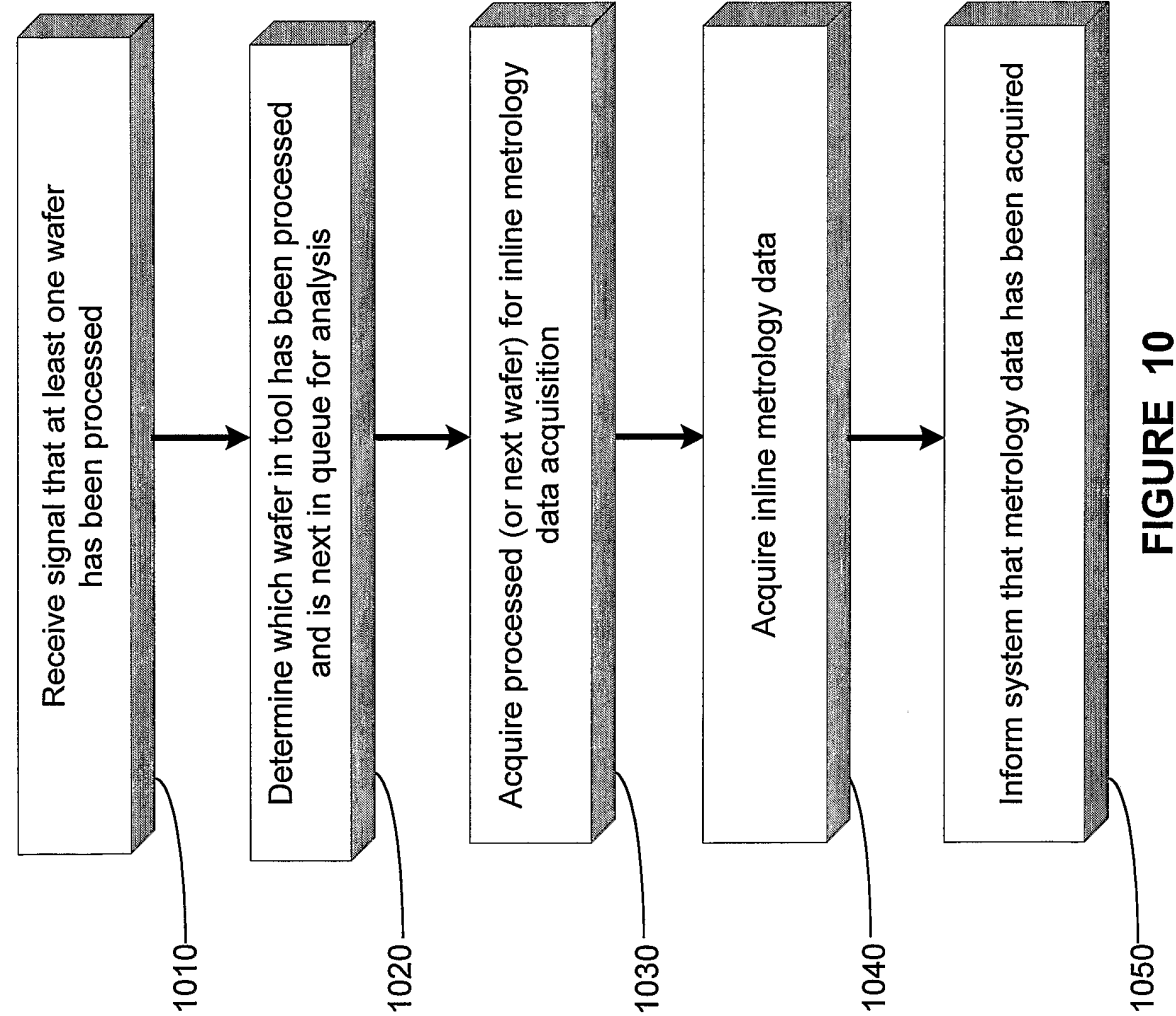 Receive signal that at least one wafer
has been processed
1010
Determine which wafer in tool has been processed
and is next in queue for analysis
1020
Acquire processed (or next wafer) for inline metrology
data acquisition
1030
Acquire inline metrology data
1040
Inform system that metrology data has been acquired
1050
FIGURE 10